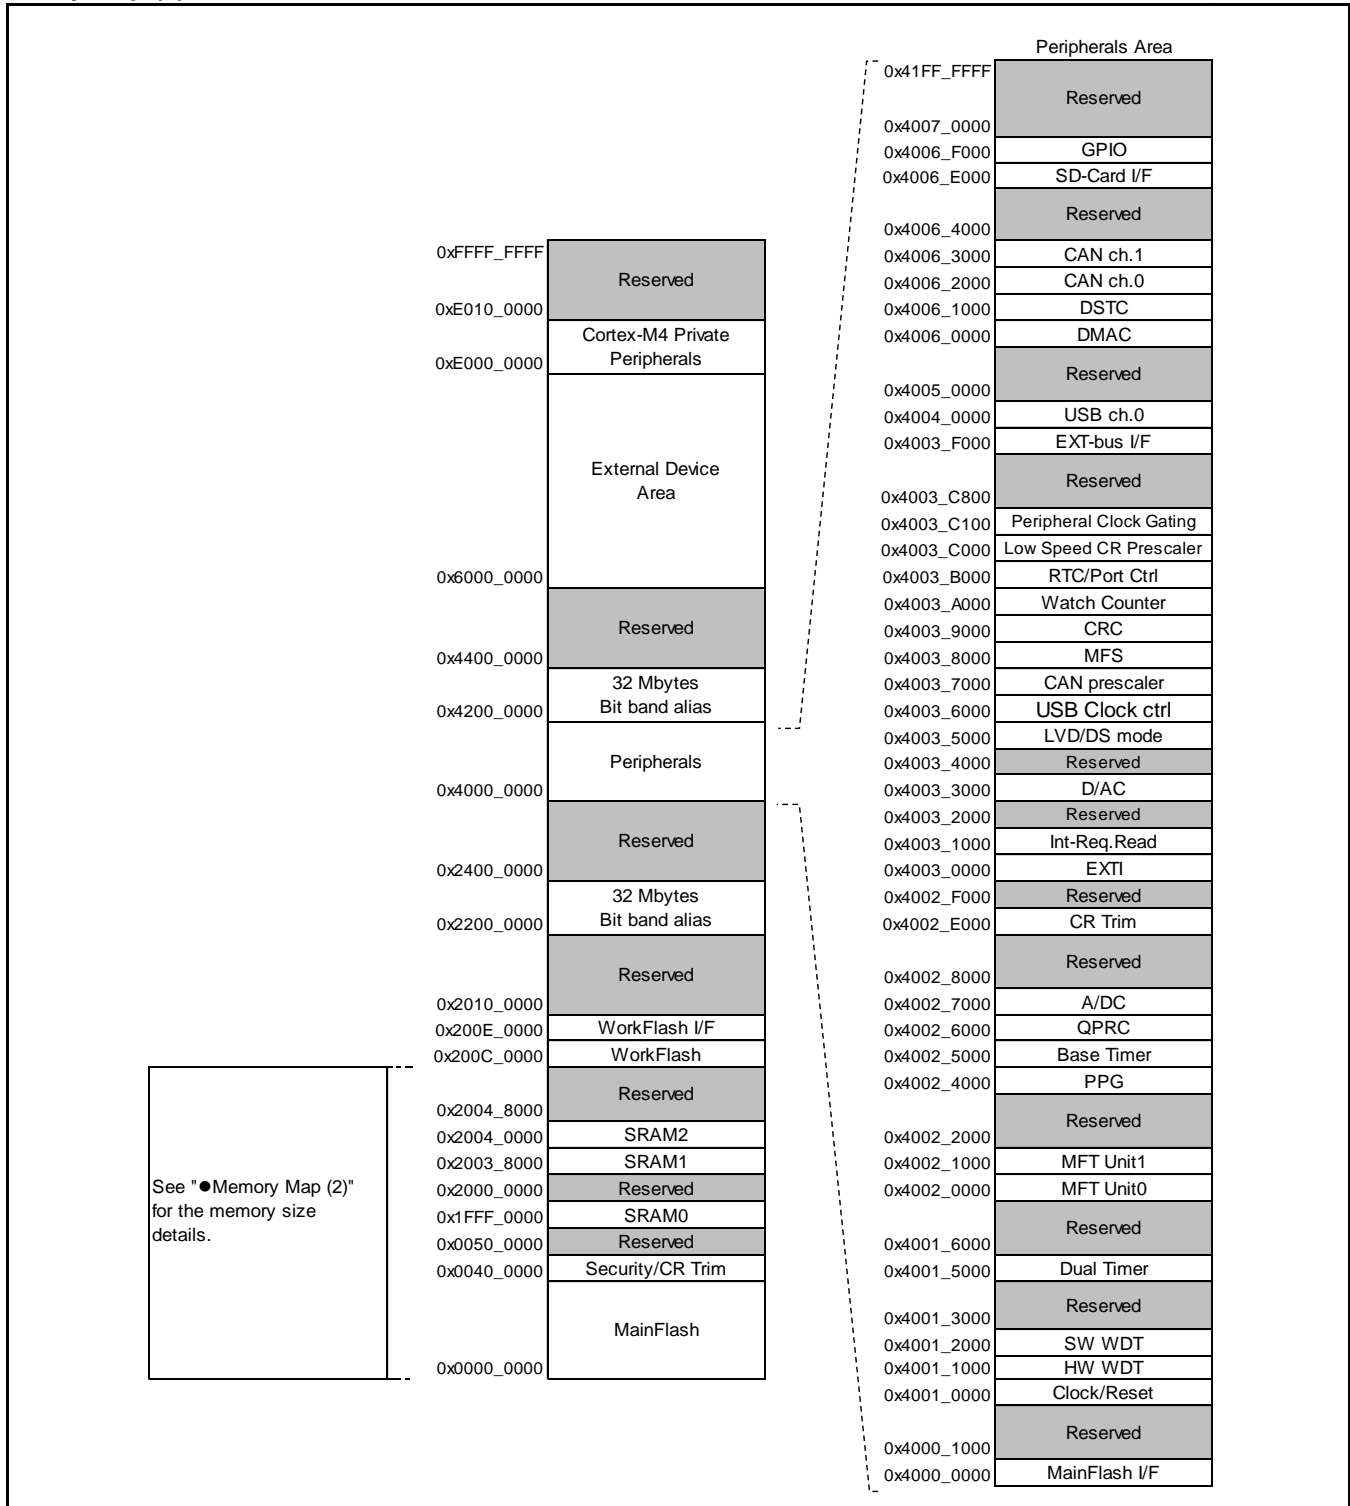 Peripherals Area
0x41FF_FFFF
Reserved
0x4007_0000
0x4006_F000 GPIO
0x4006_E000 SD-Card I/F
Reserved
0x4006_4000
0x4006_3000 CAN ch.1
0x4006_2000 CAN ch.0
0x4006_1000 DSTC
0x4006_0000 DMAC
Reserved
0x4005_0000
0x4004_0000 USB ch.0
0x4003_F000 EXT-bus I/F
Reserved
0x4003_C800
0x4003_C100 Peripheral Clock Gating
0x4003_C000 Low Speed CR Prescaler
0x4003_B000 RTC/Port Ctrl
0x4003_A000 Watch Counter
0x4003_9000 CRC
0x4003_8000 MFS
0x4003_7000 CAN prescaler
0x4003_6000 USB Clock ctrl
0x4003_5000 LVD/DS mode
0x4003_4000 Reserved
0x4003_3000 D/AC
0x4003_2000 Reserved
0x4003_1000 Int-Req.Read
0x4003_0000 EXTI
0x4002_F000 Reserved
0x4002_E000 CR Trim
Reserved
0x4002_8000
0x4002_7000 A/DC
0x4002_6000 QPRC
0x4002_5000 Base Timer
0x4002_4000 PPG
Reserved
0x4002_2000
0x4002_1000 MFT Unit1
0x4002_0000 MFT Unit0
Reserved
0x4001_6000
0x4001_5000 Dual Timer
Reserved
0x4001_3000
0x4001_2000 SW WDT
0x4001_1000 HW WDT
0x4001_0000 Clock/Reset
Reserved
0x4000_1000
0x4000_0000 MainFlash I/F
0xFFFF_FFFF
Reserved
0xE010_0000
Cortex-M4 Private
Peripherals
0xE000_0000
External Device
Area
0x6000_0000
Reserved
0x4400_0000
32 Mbytes
Bit band alias
0x4200_0000
Peripherals
0x4000_0000
Reserved
0x2400_0000
32 Mbytes
Bit band alias
0x2200_0000
Reserved
0x2010_0000
0x200E_0000 WorkFlash I/F
0x200C_0000 WorkFlash
Reserved
0x2004_8000
0x2004_0000 SRAM2
0x2003_8000 SRAM1
0x2000_0000 Reserved
0x1FFF_0000 SRAM0
0x0050_0000 Reserved
0x0040_0000 Security/CR Trim
MainFlash
0x0000_0000
See "●Memory Map (2)"
for the memory size
details.